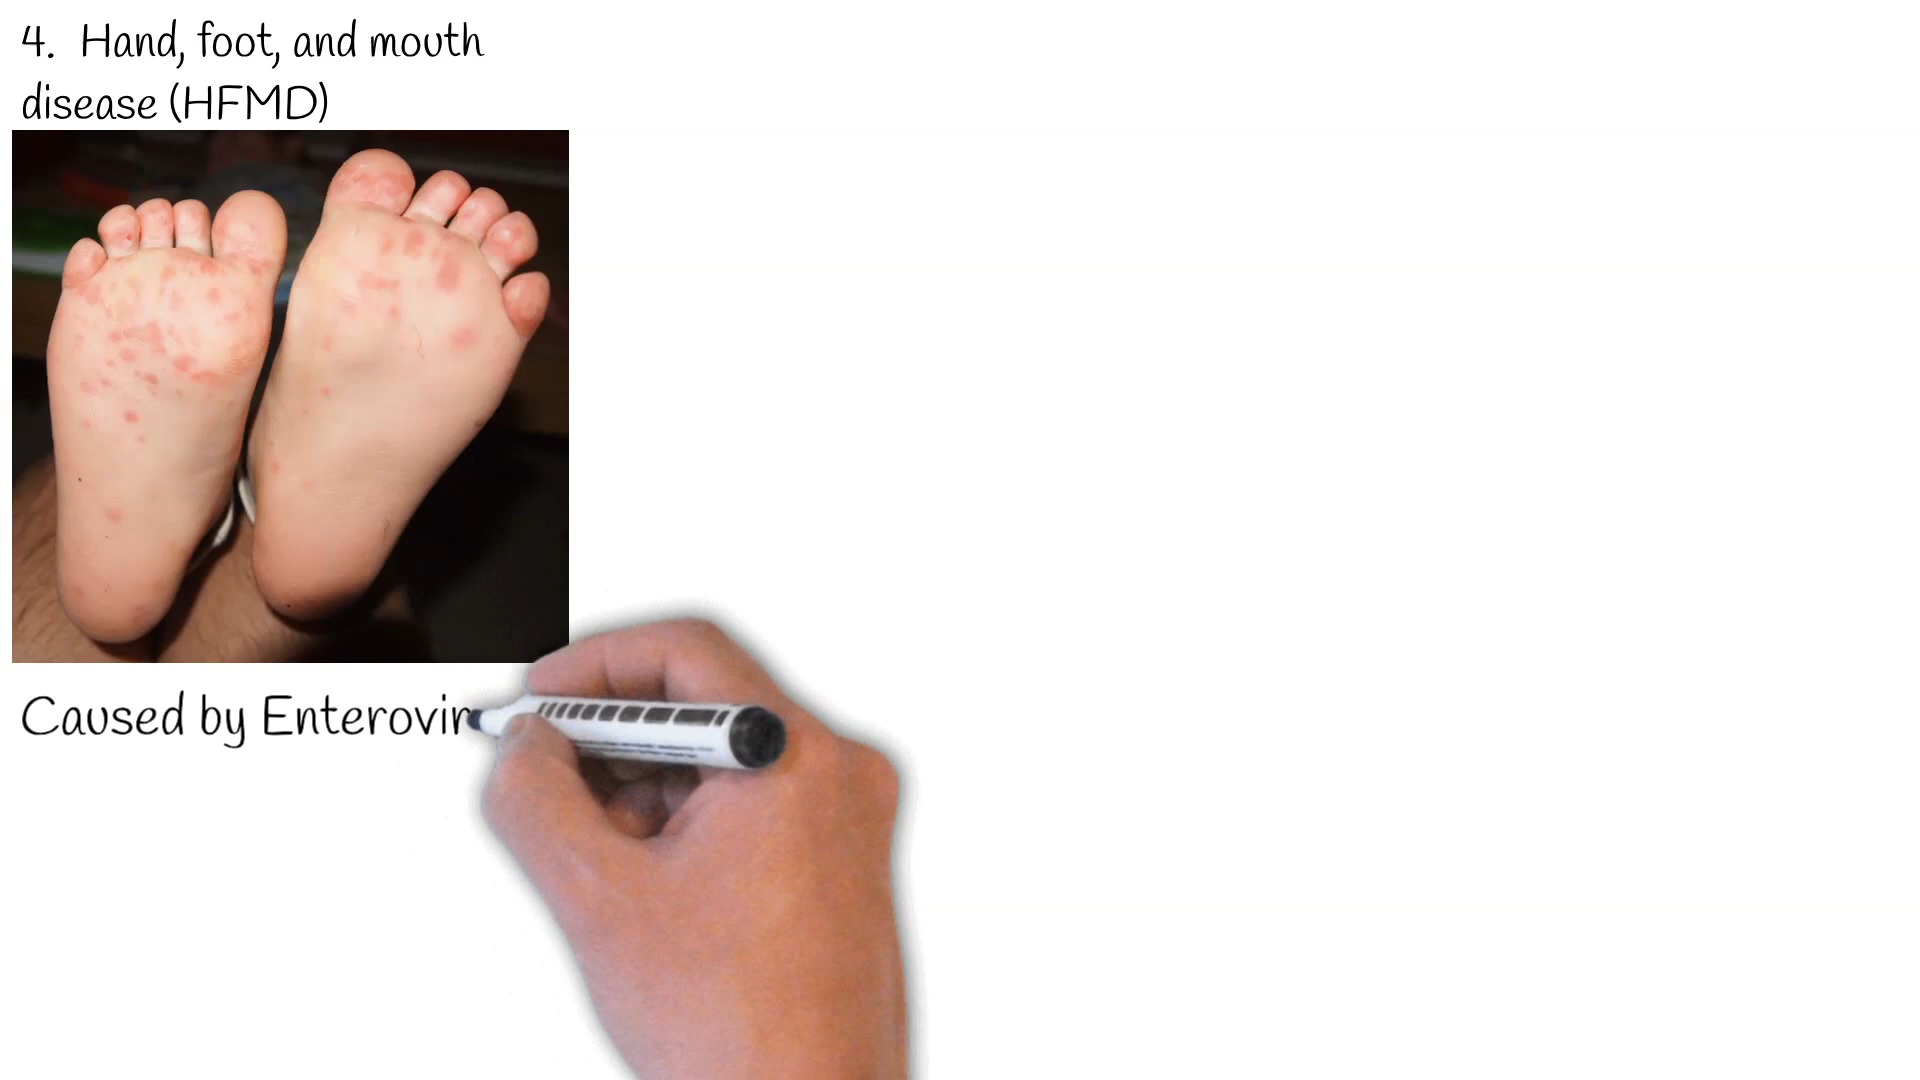 4. Hand, foot, and mouth
disease (HFMD)
Caused by Enterovir